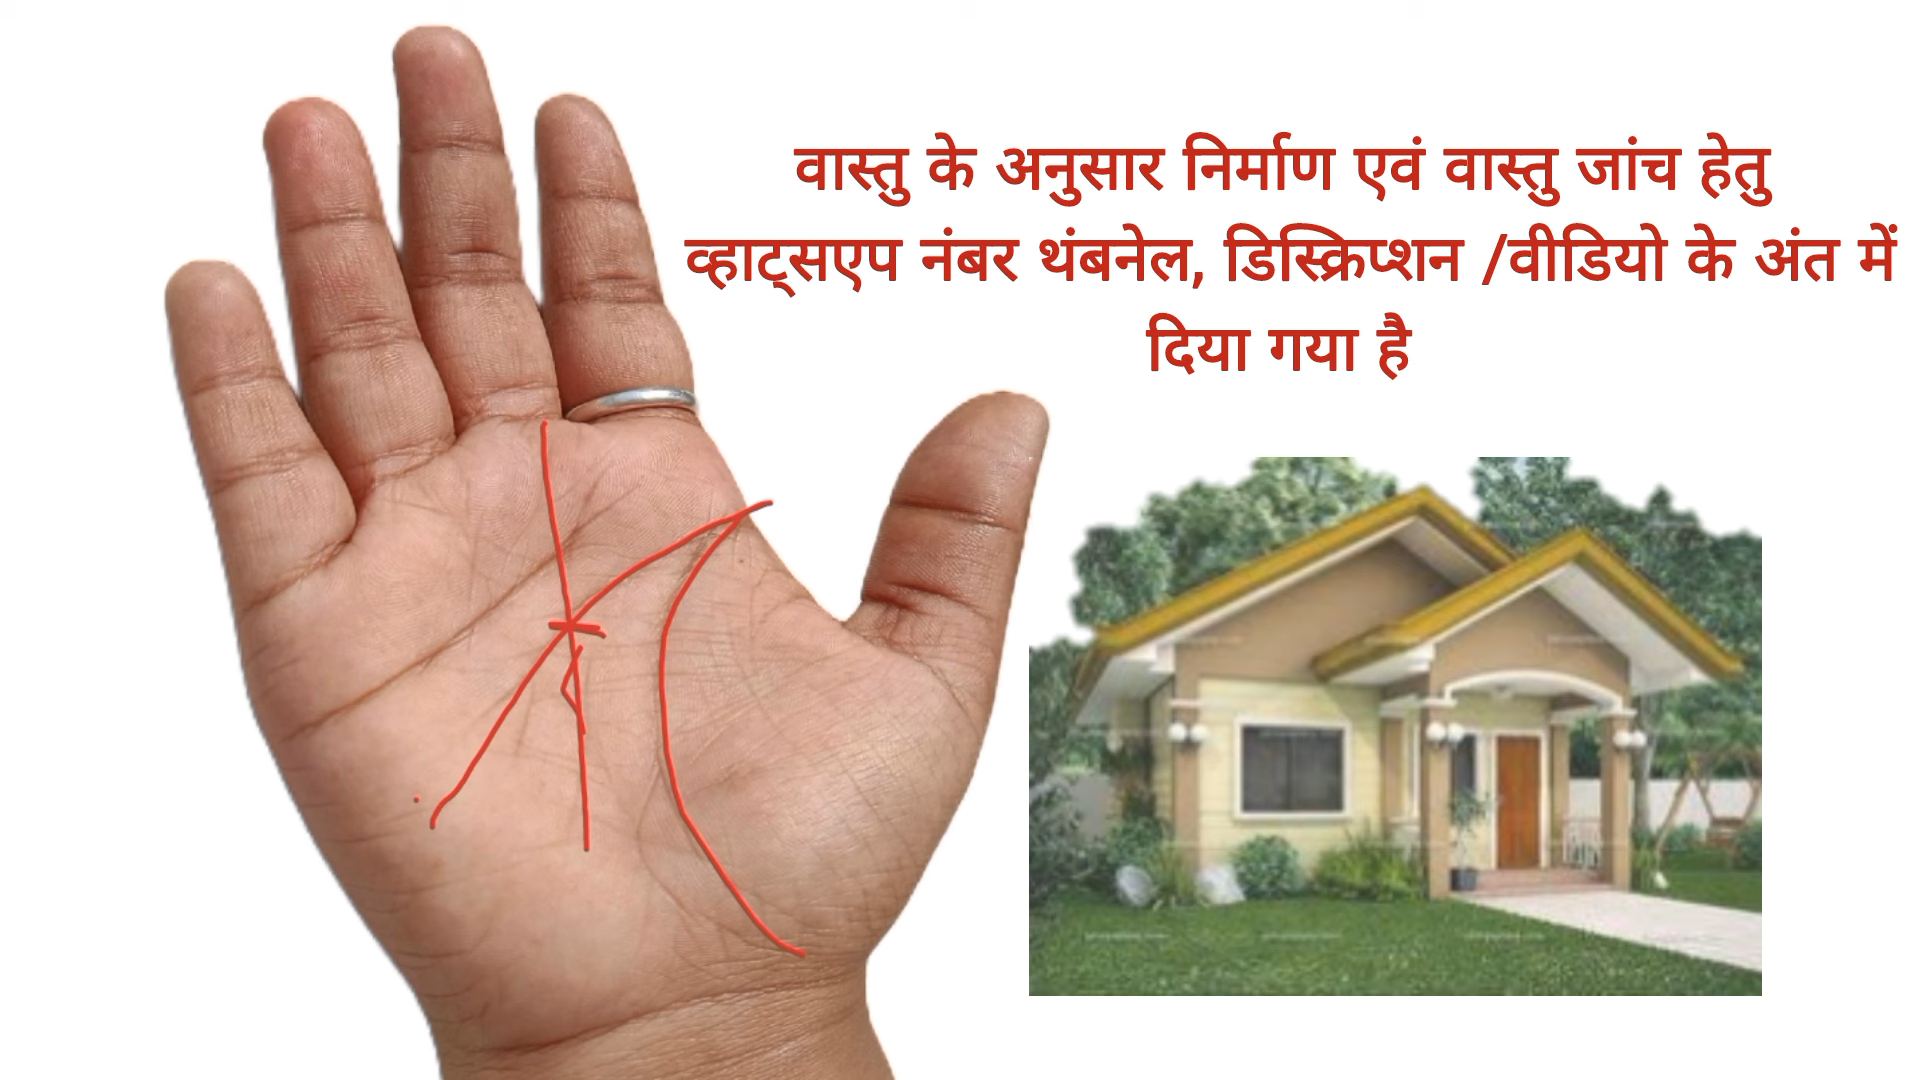 वास्तु के अनुसार निर्माण एवं वास्तु जांच हेतु
व्हाट्सएप नंबर थंबनेल, डिस्क्रिप्शन /वीडियो के अंत में
दिया गया है